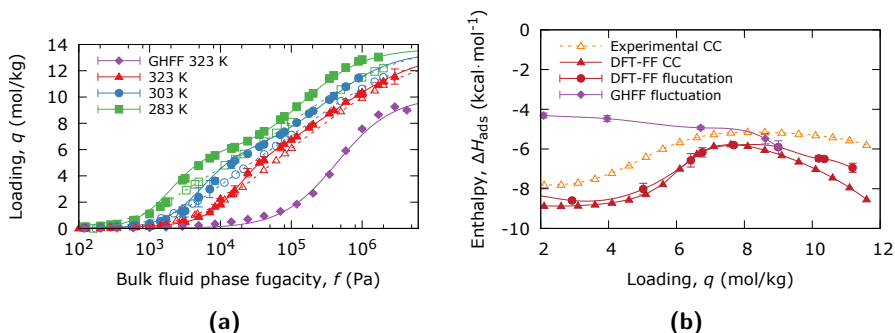 Loading, q (mol/kg)
14
12
10
8
6
4
2
0
GHFF 323 K
323 K
303 K
283 K
10² 10³ 10⁴ 10⁵ 10⁶
Bulk fluid phase fugacity, f (Pa)
(a)
Enthalpy, ΔHads (kcal·mol⁻¹)
0
-2
-4
-6
-8
-10
Experimental CC
DFT-FF CC
DFT-FF flucutation
GHFF fluctuation
2 4 6 8 10 12
Loading, q (mol/kg)
(b)